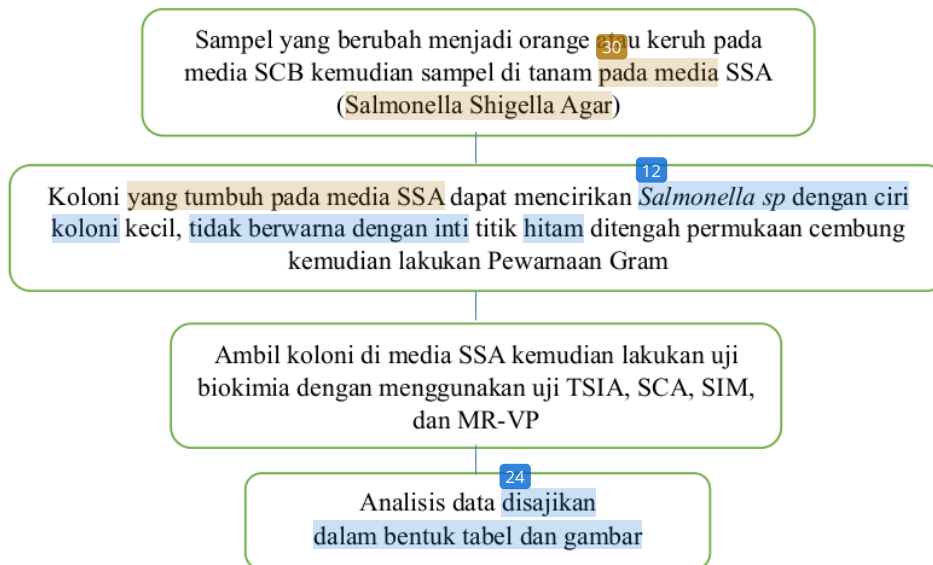 Sampel yang berubah menjadi orange atau keruh pada
30
media SCB kemudian sampel di tanam pada media SSA
(Salmonella Shigella Agar)
12
Koloni yang tumbuh pada media SSA dapat mencirikan Salmonella sp dengan ciri
koloni kecil, tidak berwarna dengan inti titik hitam ditengah permukaan cembung
kemudian lakukan Pewarnaan Gram
Ambil koloni di media SSA kemudian lakukan uji
biokimia dengan menggunakan uji TSIA, SCA, SIM,
dan MR-VP
24
Analisis data disajikan
dalam bentuk tabel dan gambar